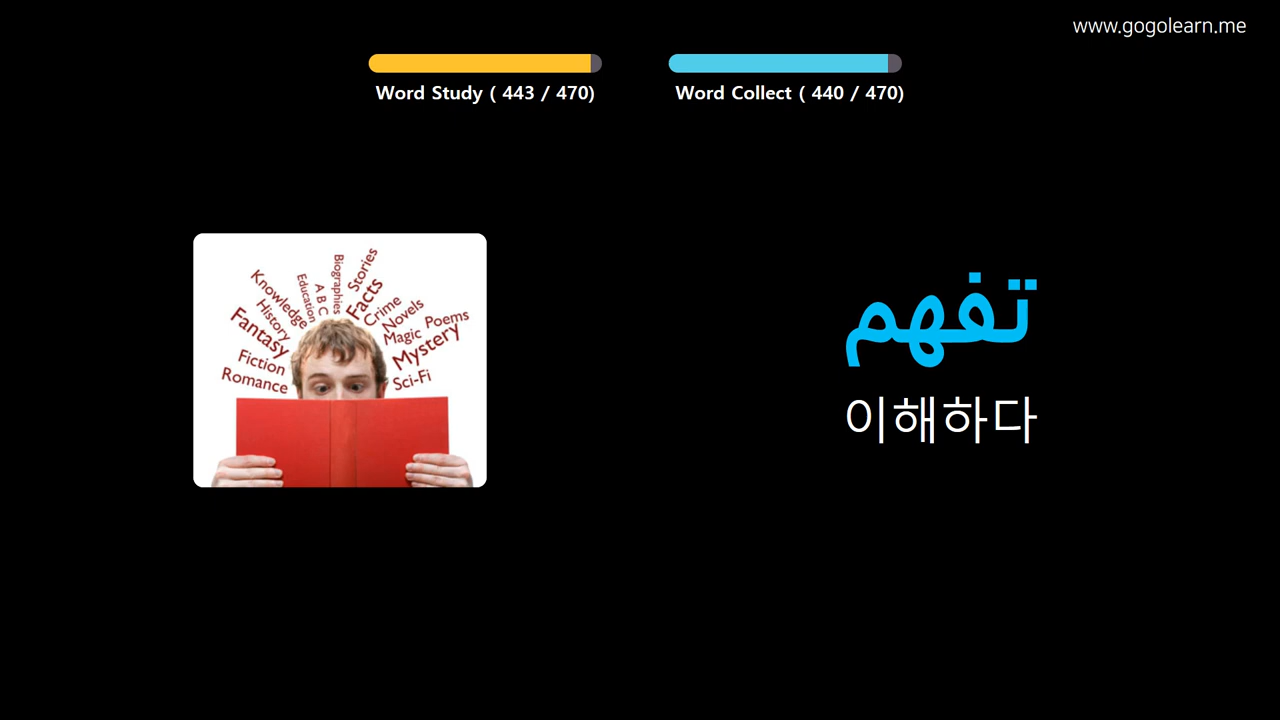 www.gogolearn.me
Word Study ( 443 / 470)
Word Collect ( 440 / 470)
Knowledge
History
Fantasy
Fiction
Romance
Education
A B C
Biographies
Stories
Facts
Crime
Novels
Magic
Poems
Mystery
Sci-Fi
تفهم
이해하다